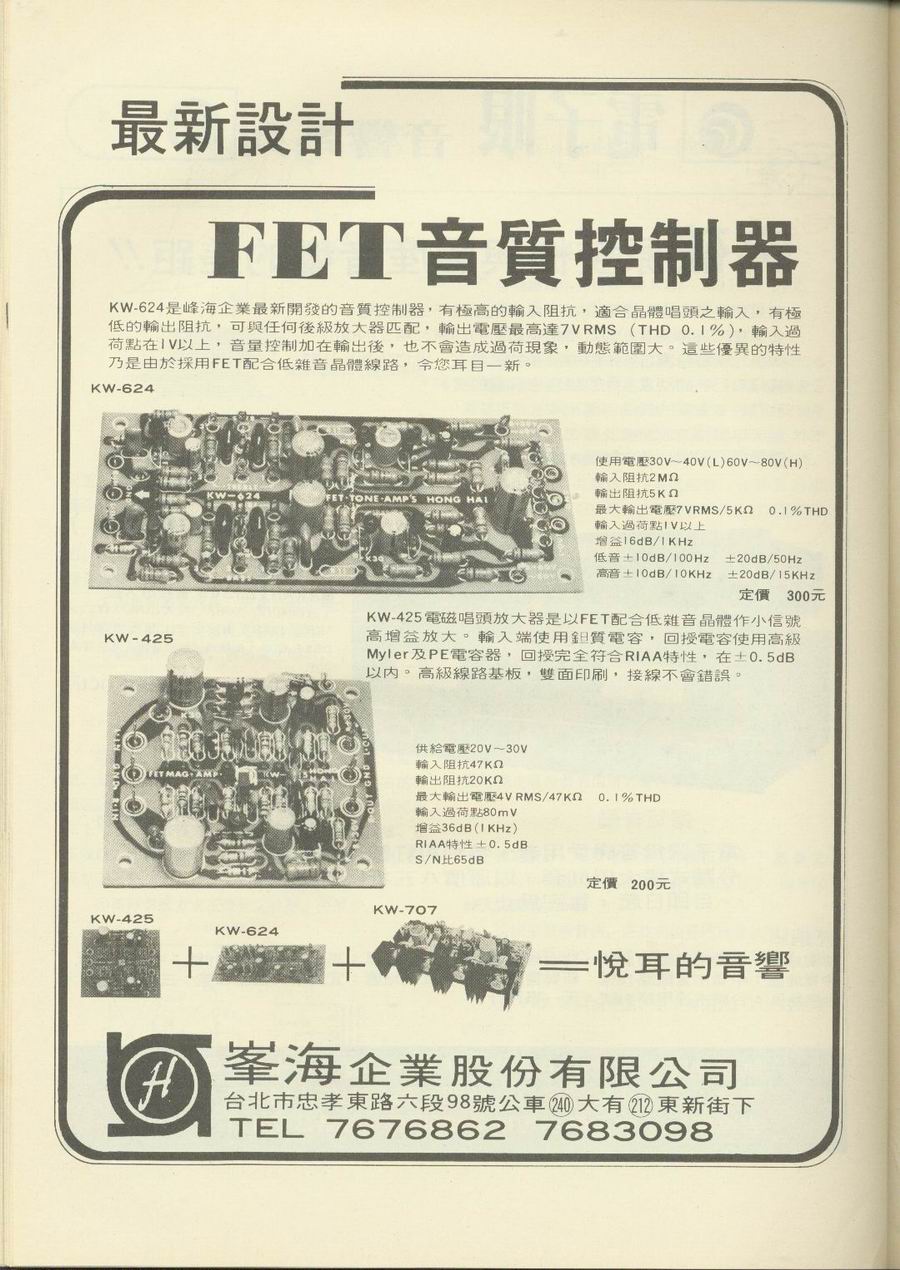 最新設計
FET音質控制器
KW-624是峰海企業最新開發的音質控制器，有極高的輸入阻抗，適合晶體唱頭之輸入，有極
低的輸出阻抗，可與任何後級放大器匹配，輸出電壓最高達7VRMS （THD 0.1%），輸入過
荷點在1V以上，音量控制加在輸出後，也不會造成過荷現象，動態範圍大。這些優異的特性
乃是由於採用FET配合低雜音晶體線路，令您耳目一新。
KW-624
KW-624 FET·TONE·AMP'S HONG HAI
使用電壓30V～40V(L)60V～80V(H)
輸入阻抗2MΩ
輸出阻抗5KΩ
最大輸出電壓7VRMS/5KΩ 0.1%THD
輸入過荷點1V以上
增益16dB/1KHz
低音±10dB/100Hz ±20dB/50Hz
高音±10dB/10KHz ±20dB/15KHz
定價 300元
KW-425電磁唱頭放大器是以FET配合低雜音晶體作小信號
高增益放大。輸入端使用鉭質電容，回授電容使用高級
Myler及PE電容器，回授完全符合RIAA特性，在±0.5dB
以内。高級線路基板，雙面印刷，接線不會錯誤。
KW-425
FET MAG·AMP KW-
供給電壓20V～30V
輸入阻抗47KΩ
輸出阻抗20KΩ
最大輸出電壓4V RMS/47KΩ 0.1%THD
輸入過荷點80mV
增益36dB(1KHz)
RIAA特性±0.5dB
S/N比65dB
定價 200元
KW-425
KW-624
KW-707
＋ ＋ ＝悅耳的音響
H
峯海企業股份有限公司
台北市忠孝東路六段98號公車240大有212東新街下
TEL 7676862 7683098